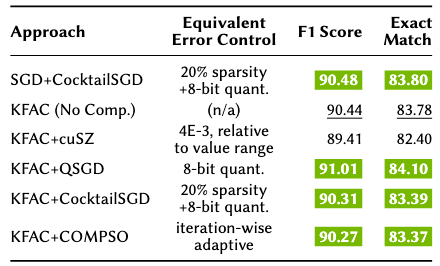 Approach Equivalent Error Control F1 Score Exact Match
SGD+CocktailSGD 20% sparsity +8-bit quant. 90.48 83.80
KFAC (No Comp.) (n/a) 90.44 83.78
KFAC+cuSZ 4E-3, relative to value range 89.41 82.40
KFAC+QSGD 8-bit quant. 91.01 84.10
KFAC+CocktailSGD 20% sparsity +8-bit quant. 90.31 83.39
KFAC+COMPSO iteration-wise adaptive 90.27 83.37